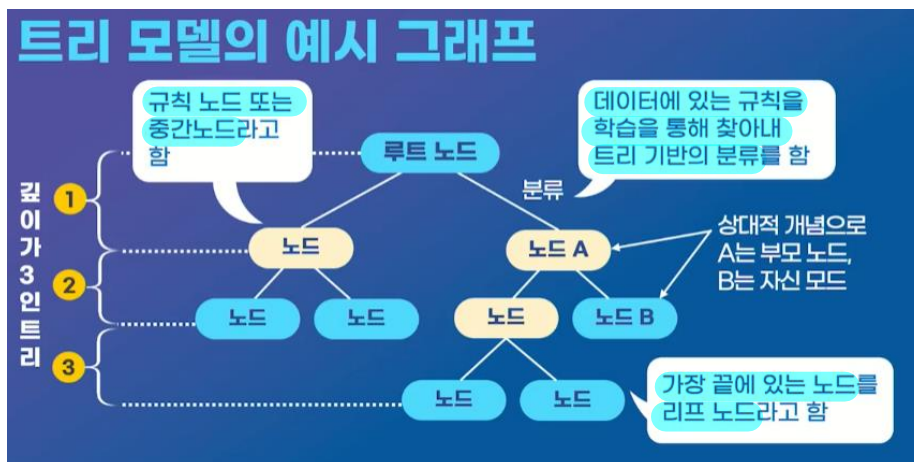 트리 모델의 예시 그래프
규칙 노드 또는
중간노드라고
함
데이터에 있는 규칙을
학습을 통해 찾아내
트리 기반의 분류를 함
루트 노드
분류
깊이가3인트리
1
노드
노드 A
상대적 개념으로
A는 부모 노드,
B는 자신 모드
2
노드
노드
노드
노드 B
3
노드
노드
가장 끝에 있는 노드를
리프 노드라고 함